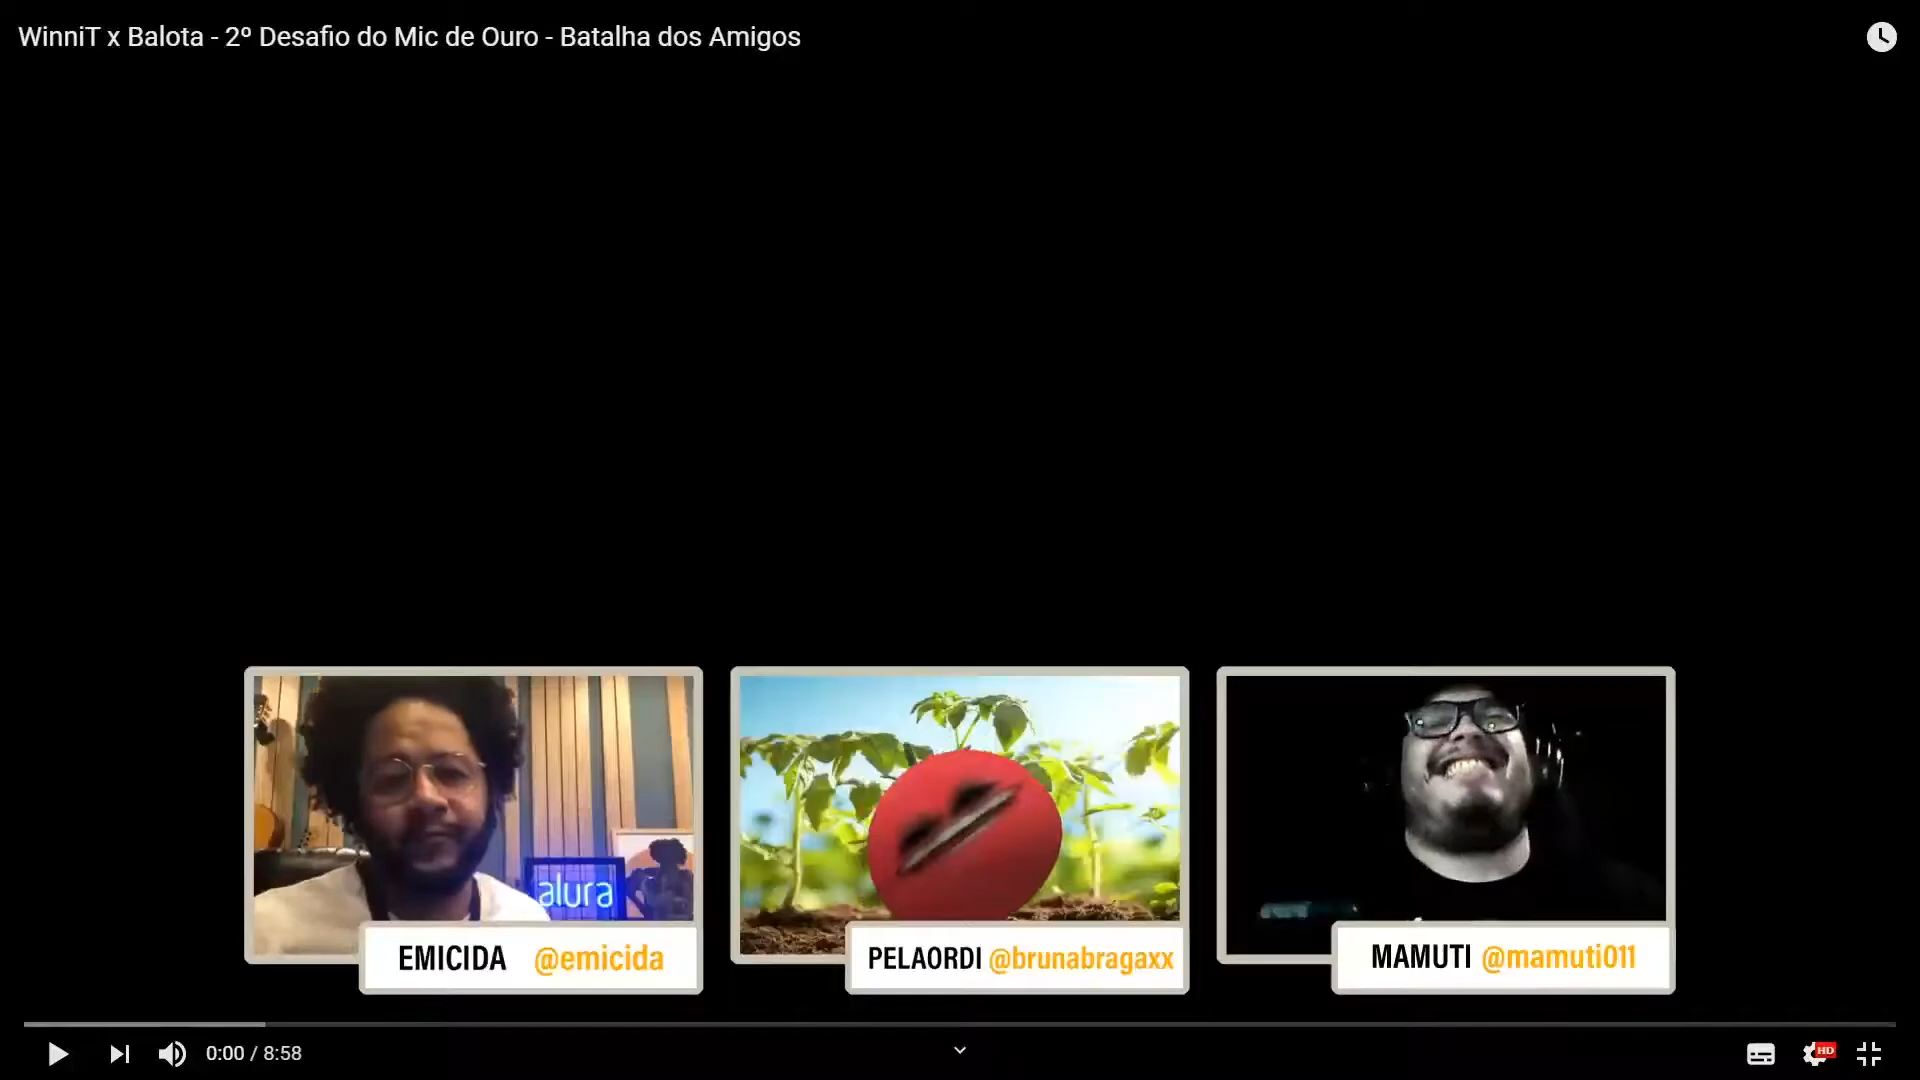 WinniT x Balota - 2º Desafio do Mic de Ouro - Batalha dos Amigos
alura
EMICIDA @emicida
PELAORDI @brunabragaxx
MAMUTI @mamuti011
0:00 / 8:58
HD